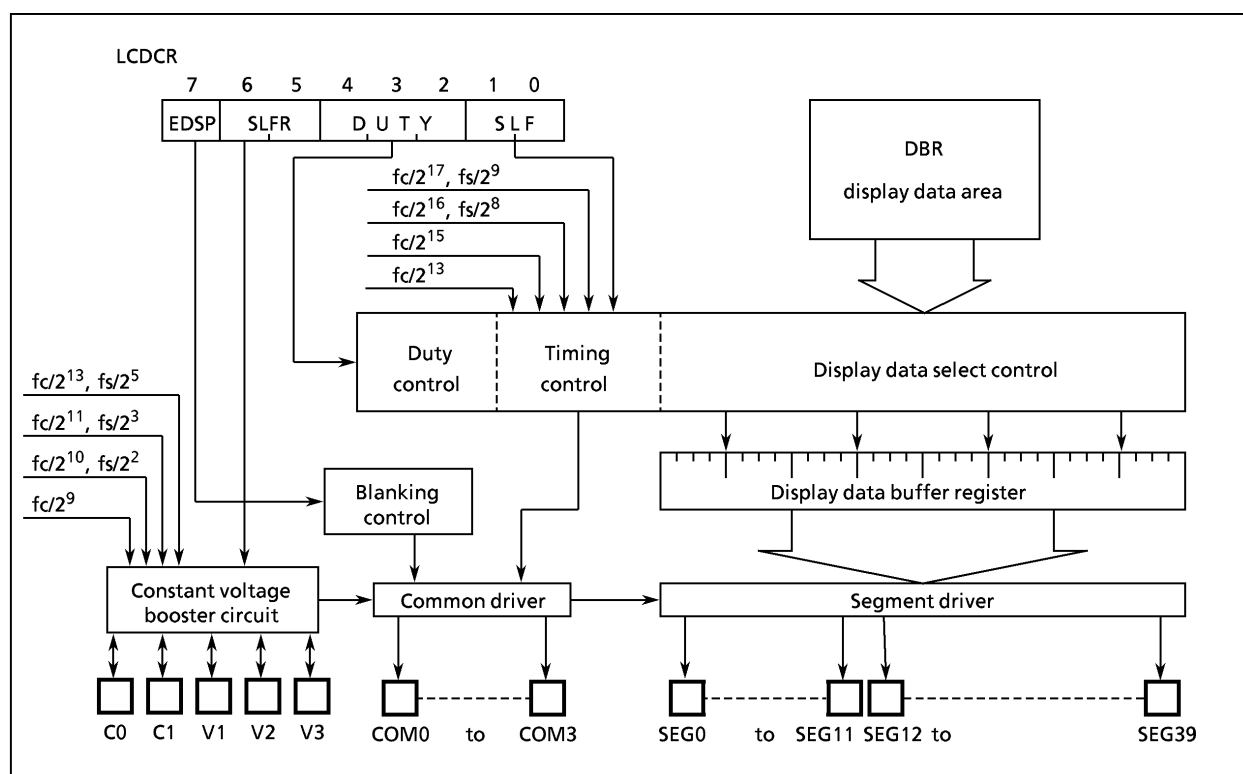 LCDCR
7 6 5 4 3 2 1 0
EDSP SLFR DUTY SLF
DBR
display data area
fc/2^17, fs/2^9
fc/2^16, fs/2^8
fc/2^15
fc/2^13
Duty control
Timing control
Display data select control
fc/2^13, fs/2^5
fc/2^11, fs/2^3
fc/2^10, fs/2^2
fc/2^9
Blanking control
Display data buffer register
Constant voltage booster circuit
Common driver
Segment driver
C0 C1 V1 V2 V3 COM0 to COM3 SEG0 to SEG11 SEG12 to SEG39